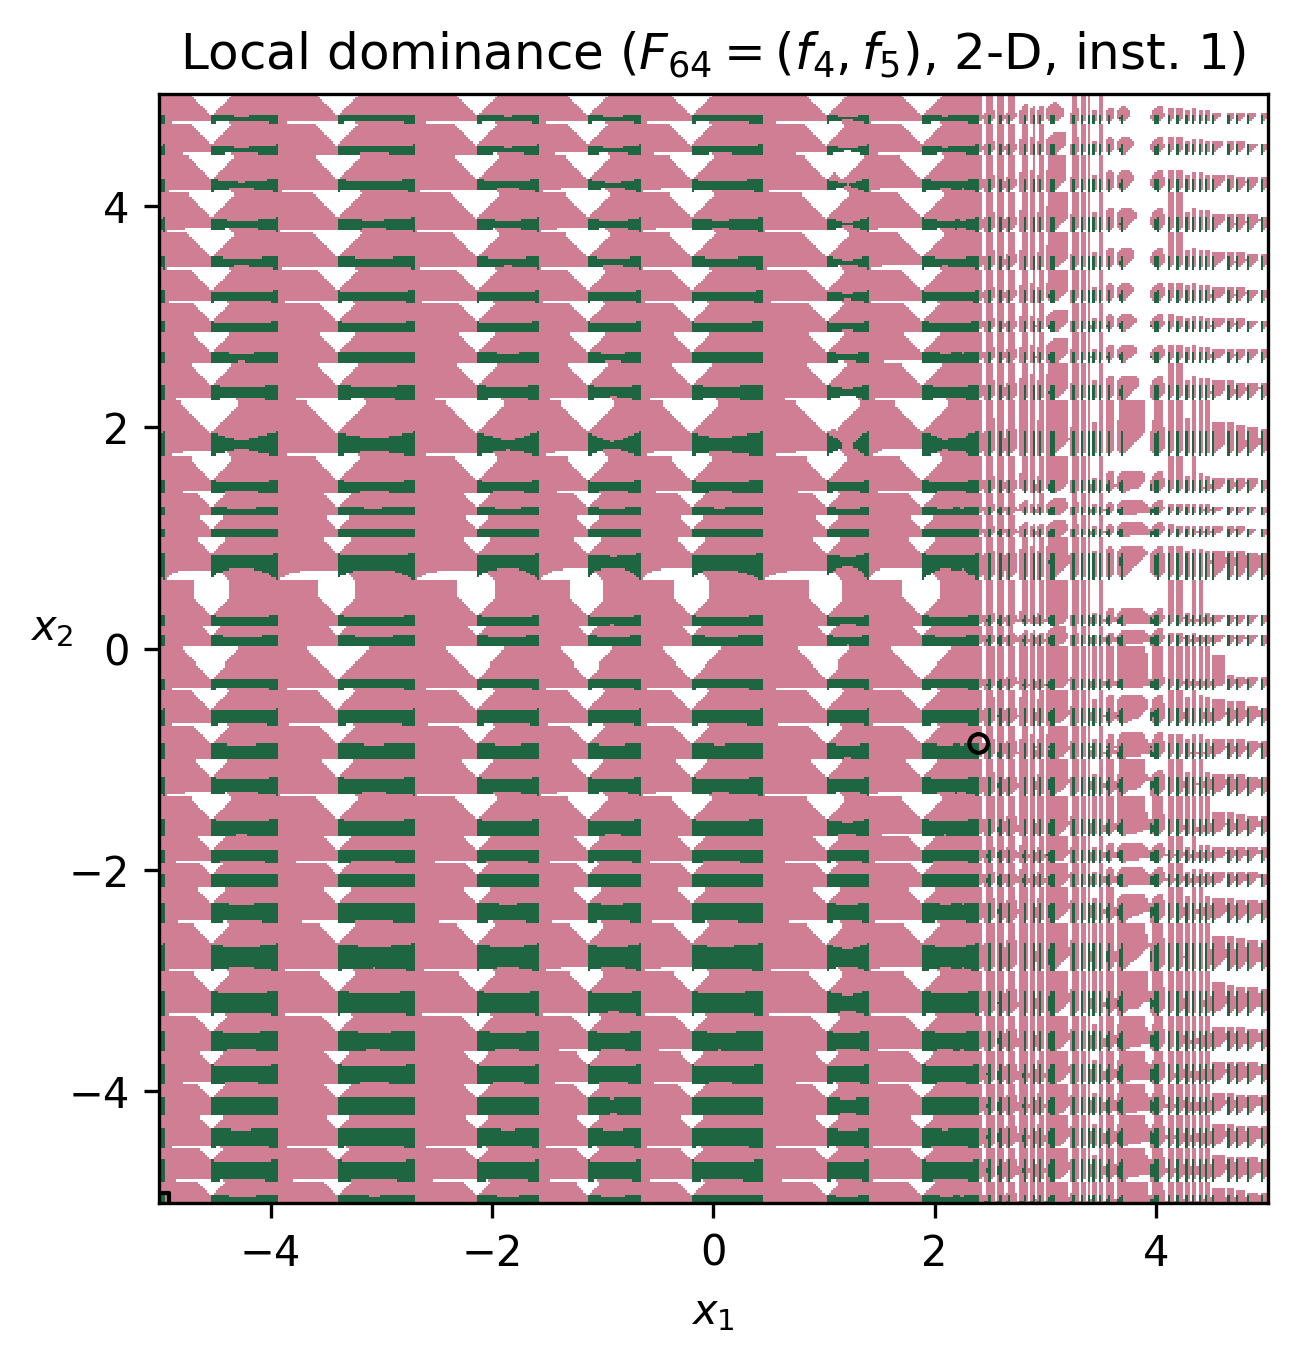 Local dominance (F₆₄ = (f₄, f₅), 2-D, inst. 1)
4
2
x₂
0
−2
−4
−4 −2 0 2 4
x₁